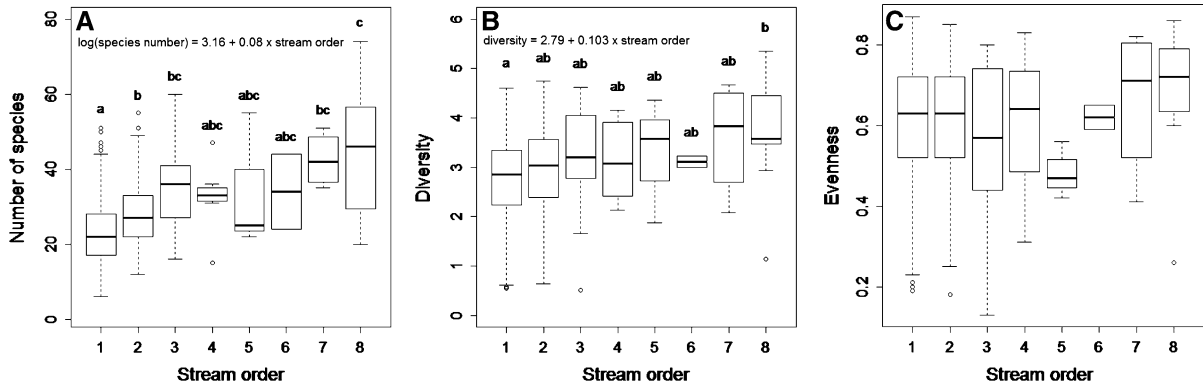 A
log(species number) = 3.16 + 0.08 x stream order
a b bc abc abc abc bc c
80
60
40
20
0
Number of species
1 2 3 4 5 6 7 8
Stream order
B
diversity = 2.79 + 0.103 x stream order
a ab ab ab ab ab ab b
6
5
4
3
2
1
0
Diversity
1 2 3 4 5 6 7 8
Stream order
C
0.8
0.6
0.4
0.2
Evenness
1 2 3 4 5 6 7 8
Stream order